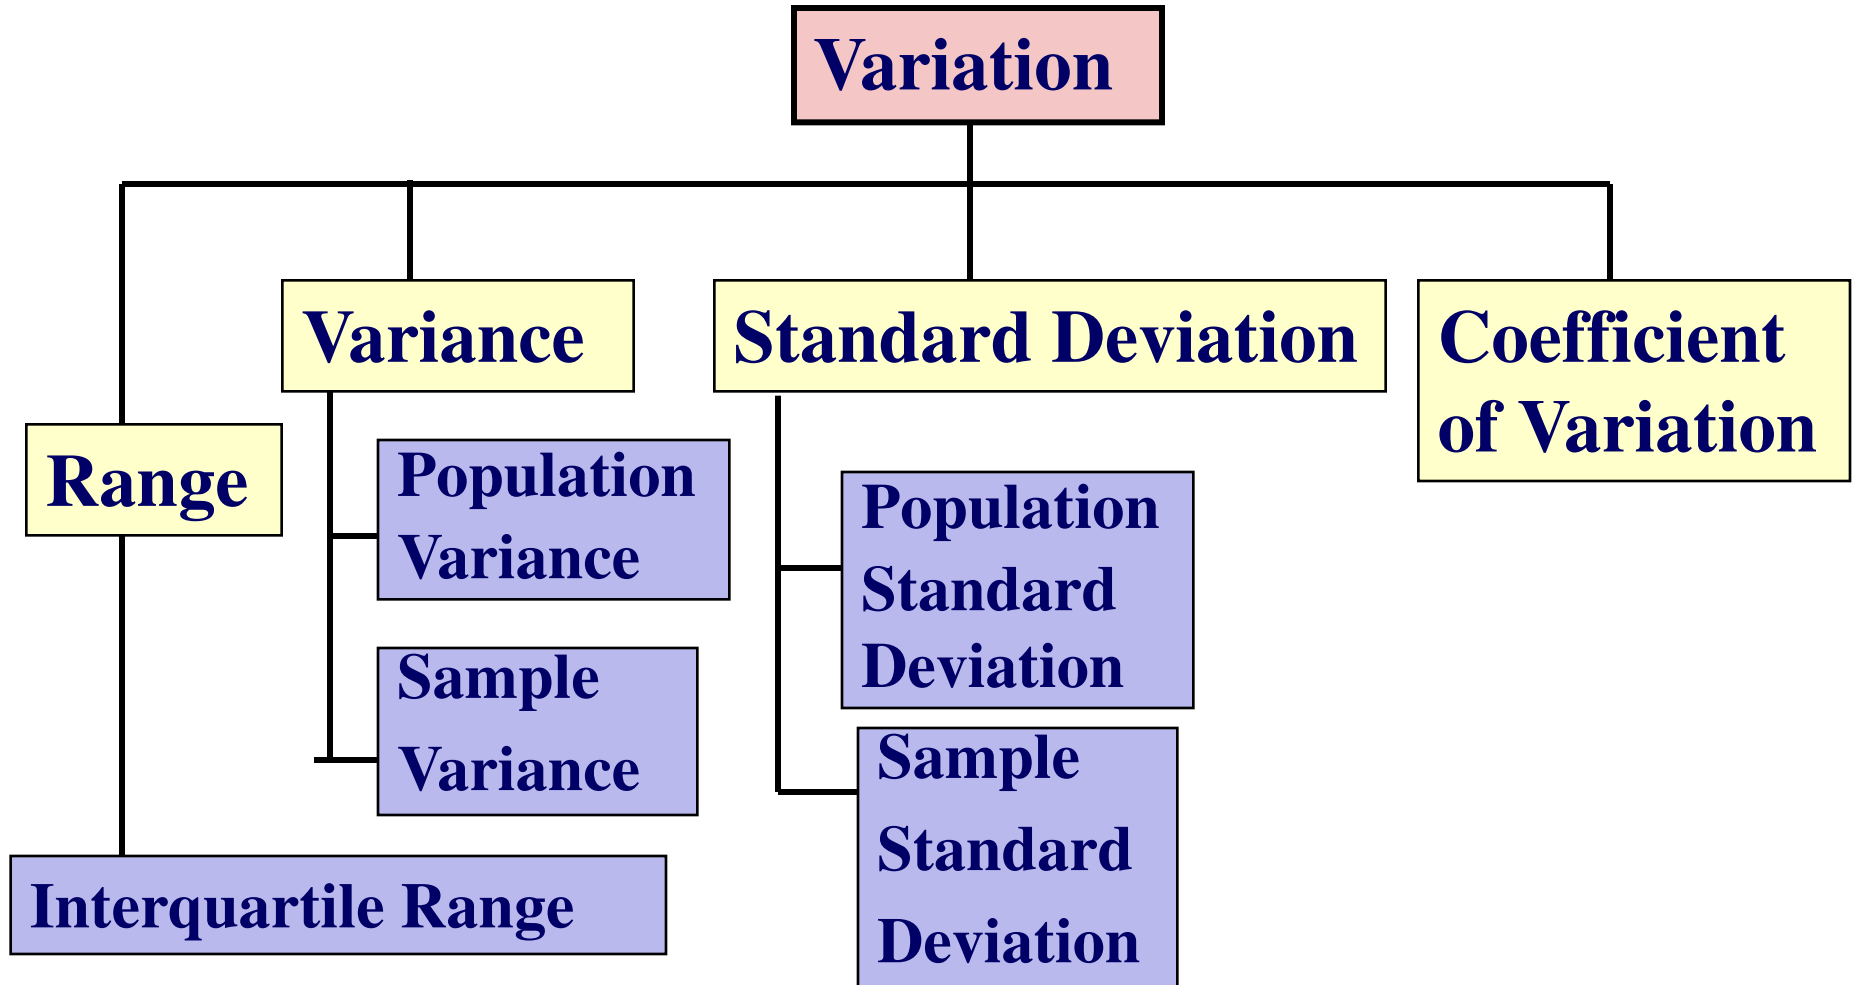 Variation
Variance
Standard Deviation
Coefficient
of Variation
Range
Population
Variance
Population
Standard
Deviation
Sample
Variance
Sample
Standard
Deviation
Interquartile Range